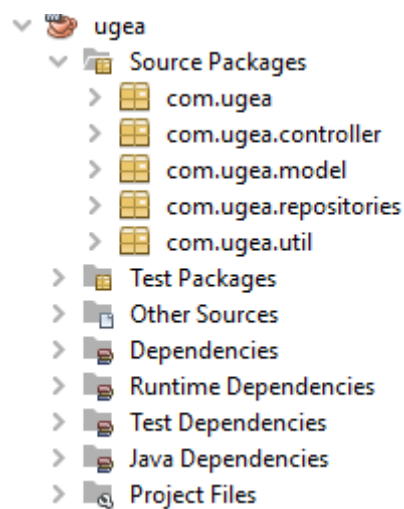 ugea
Source Packages
com.ugea
com.ugea.controller
com.ugea.model
com.ugea.repositories
com.ugea.util
Test Packages
Other Sources
Dependencies
Runtime Dependencies
Test Dependencies
Java Dependencies
Project Files